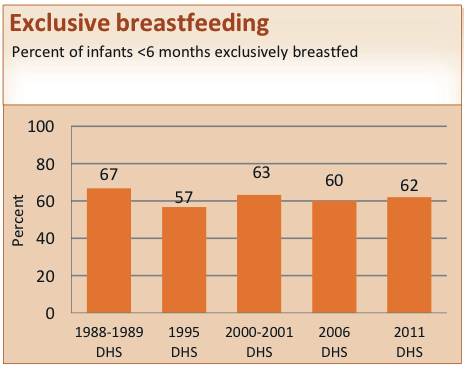 Exclusive breastfeeding
Percent of infants <6 months exclusively breastfed
Percent
100
80
60
40
20
0
67
57
63
60
62
1988-1989 1995 2000-2001 2006 2011
DHS DHS DHS DHS DHS